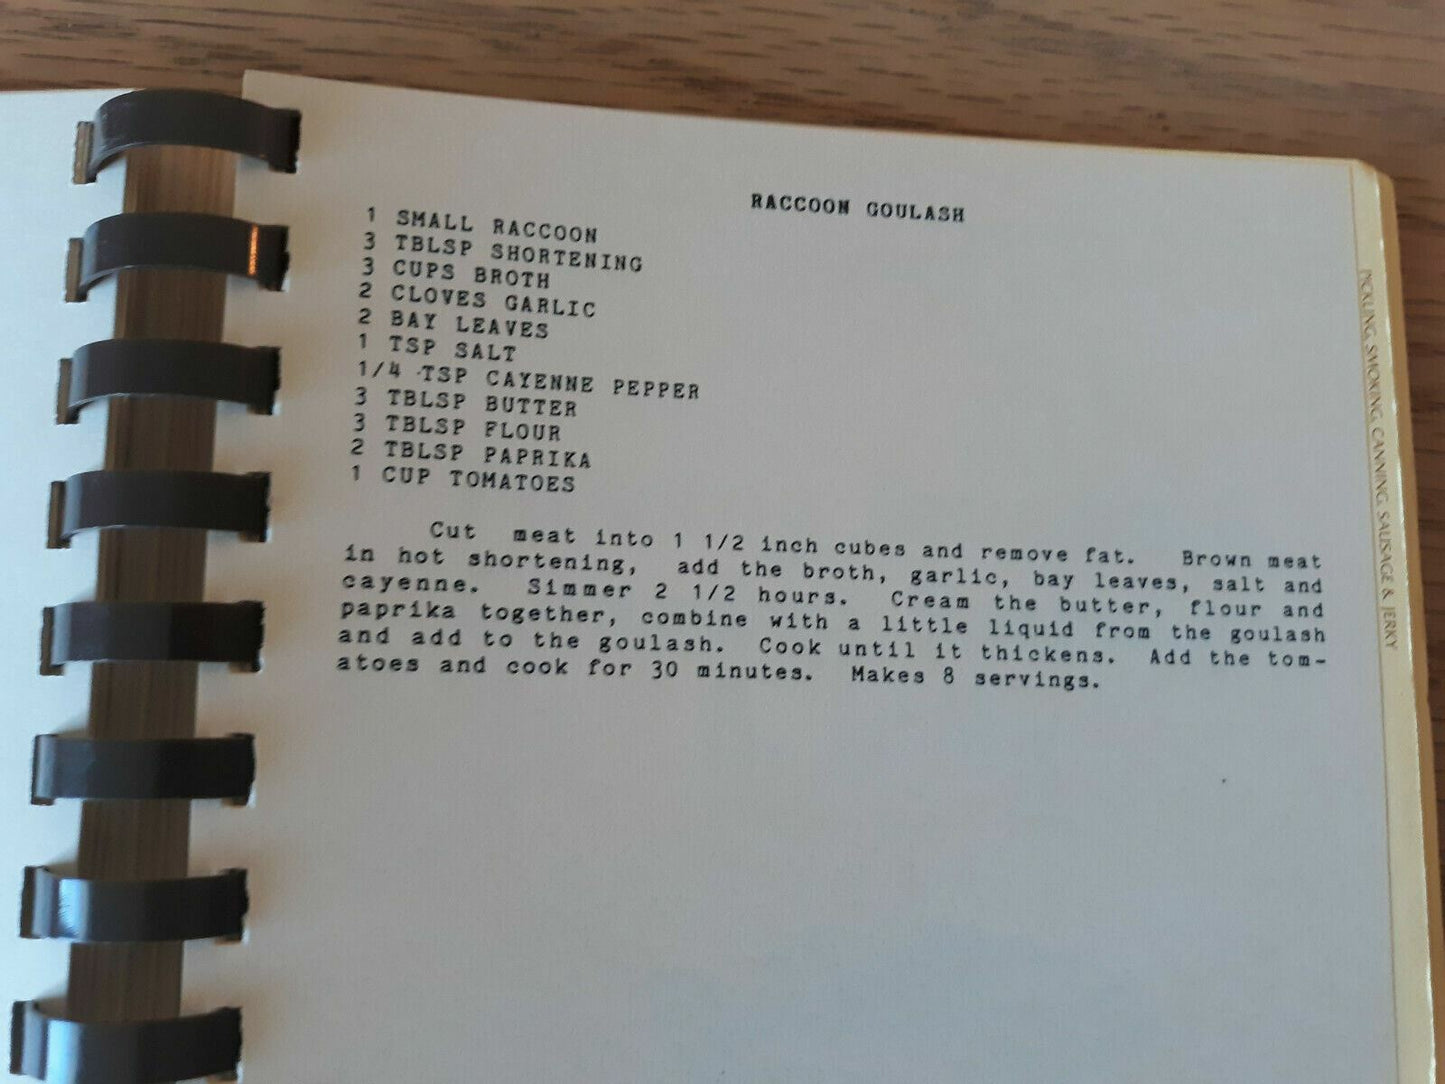 RACCOON GOULASH
1 SMALL RACCOON
3 TBLSP SHORTENING
3 CUPS BROTH
2 CLOVES GARLIC
2 BAY LEAVES
1 TSP SALT
1/4 TSP CAYENNE PEPPER
3 TBLSP BUTTER
3 TBLSP FLOUR
2 TBLSP PAPRIKA
1 CUP TOMATOES
Cut meat into 1 1/2 inch cubes and remove fat. Brown meat
in hot shortening, add the broth, garlic, bay leaves, salt and
cayenne. Simmer 2 1/2 hours. Cream the butter, flour and
paprika together, combine with a little liquid from the goulash
and add to the goulash. Cook until it thickens. Add the tom-
atoes and cook for 30 minutes. Makes 8 servings.
PICKLING, SMOKING, CANNING, SAUSAGE & JERKY